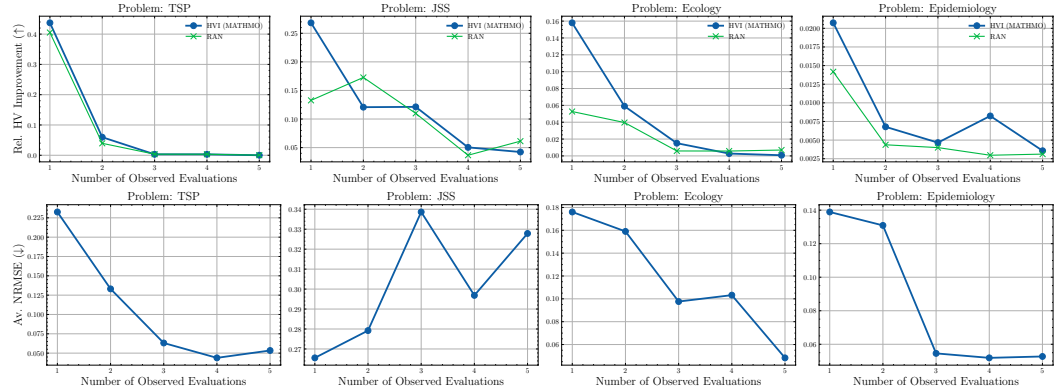 Problem: TSP
Rel. HV Improvement (↑)
0.4
0.3
0.2
0.1
0.0
HVI (MATHMO)
RAN
1 2 3 4 5
Number of Observed Evaluations
Problem: JSS
0.25
0.20
0.15
0.10
0.05
HVI (MATHMO)
RAN
1 2 3 4 5
Number of Observed Evaluations
Problem: Ecology
0.16
0.14
0.12
0.10
0.08
0.06
0.04
0.02
0.00
HVI (MATHMO)
RAN
1 2 3 4 5
Number of Observed Evaluations
Problem: Epidemiology
0.0200
0.0175
0.0150
0.0125
0.0100
0.0075
0.0050
0.0025
HVI (MATHMO)
RAN
1 2 3 4 5
Number of Observed Evaluations
Problem: TSP
Av. NRMSE (↓)
0.225
0.200
0.175
0.150
0.125
0.100
0.075
0.050
1 2 3 4 5
Number of Observed Evaluations
Problem: JSS
0.34
0.33
0.32
0.31
0.30
0.29
0.28
0.27
1 2 3 4 5
Number of Observed Evaluations
Problem: Ecology
0.18
0.16
0.14
0.12
0.10
0.08
0.06
1 2 3 4 5
Number of Observed Evaluations
Problem: Epidemiology
0.14
0.12
0.10
0.08
0.06
1 2 3 4 5
Number of Observed Evaluations